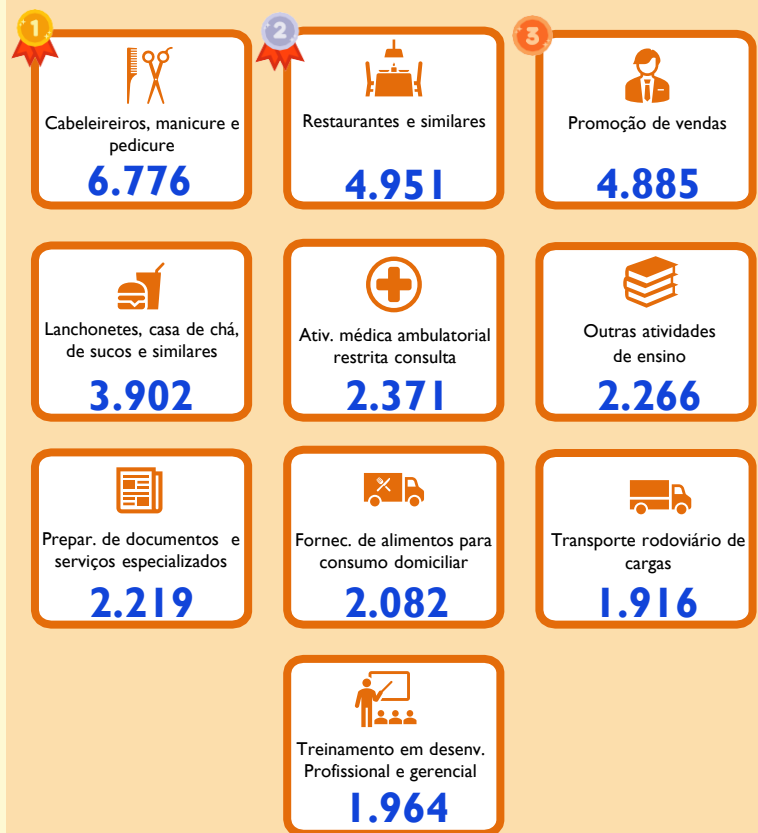 1
Cabeleireiros, manicure e
pedicure
6.776
2
Restaurantes e similares
4.951
3
Promoção de vendas
4.885
Lanchonetes, casa de chá,
de sucos e similares
3.902
Ativ. médica ambulatorial
restrita consulta
2.371
Outras atividades
de ensino
2.266
Prepar. de documentos e
serviços especializados
2.219
Fornec. de alimentos para
consumo domiciliar
2.082
Transporte rodoviário de
cargas
1.916
Treinamento em desenv.
Profissional e gerencial
1.964